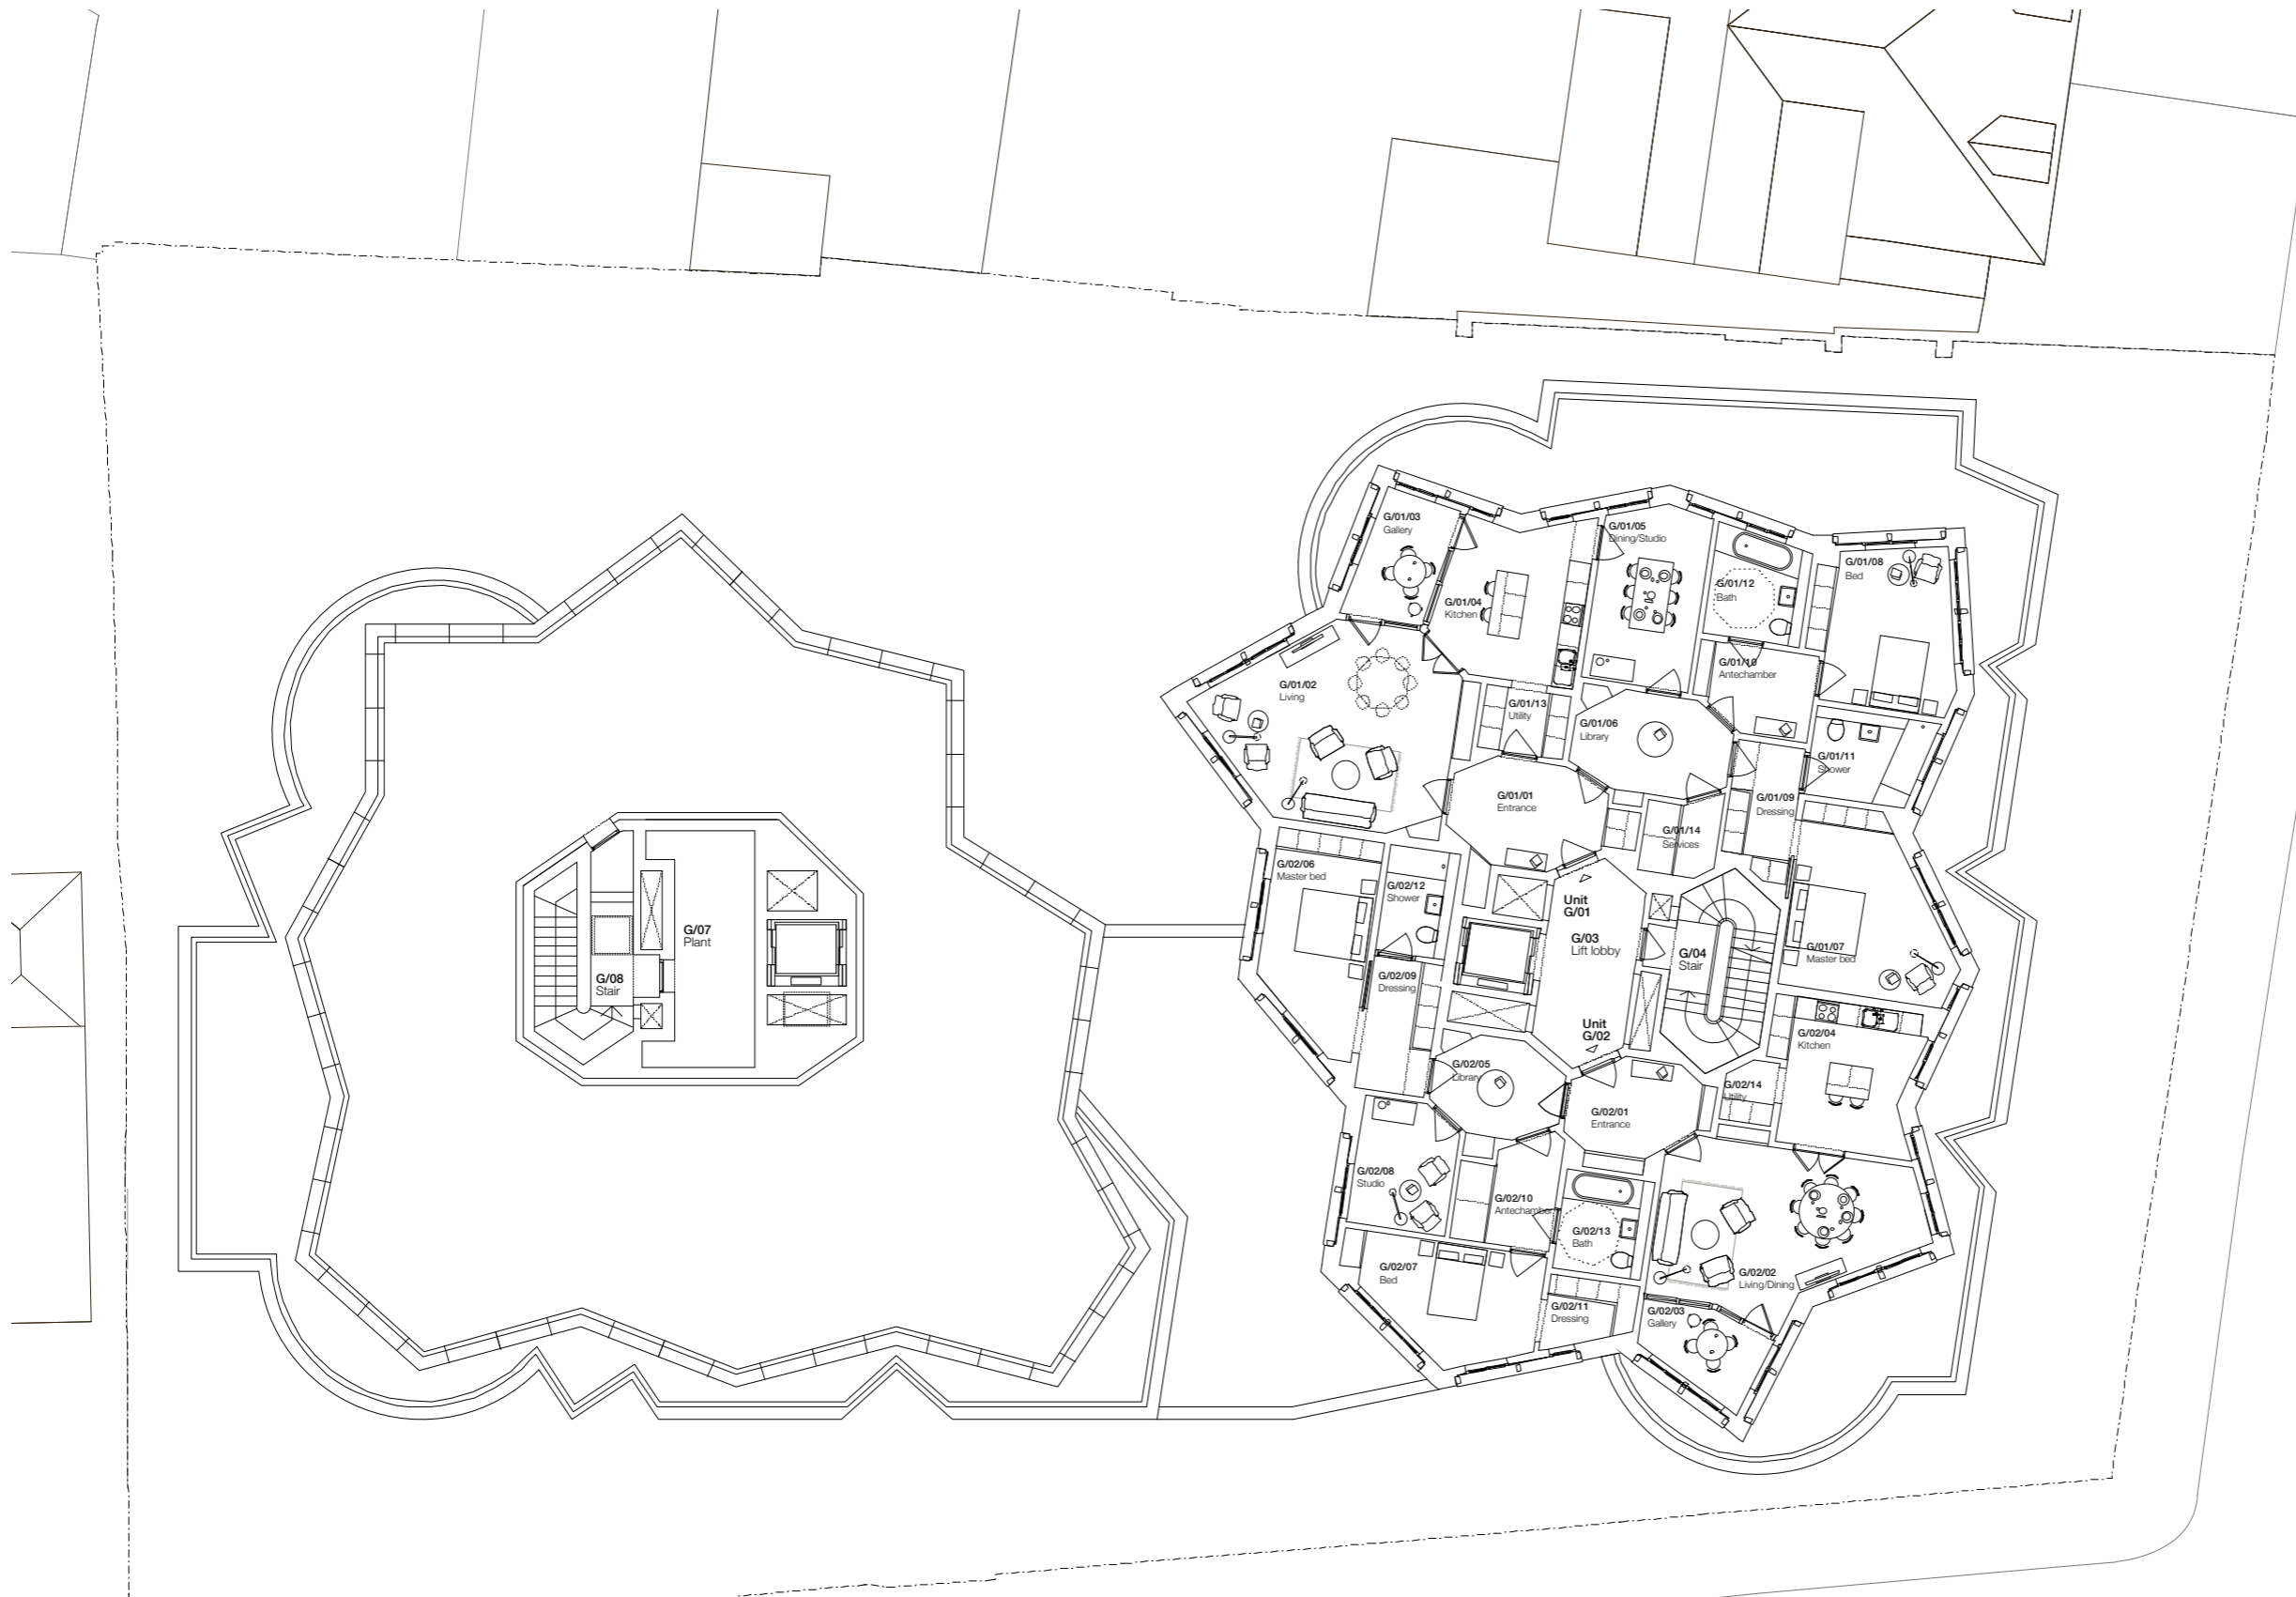 G/01/03
Gallery
G/01/05
Dining/Studio
G/01/08
Bed
G/01/12
Bath
G/01/04
Kitchen
G/01/10
Antechamber
G/01/02
Living
G/01/13
Utility
G/01/06
Library
G/01/11
Shower
G/01/01
Entrance
G/01/09
Dressing
G/01/14
Services
G/02/06
Master bed
G/02/12
Shower
Unit
G/01
G/03
Lift lobby
G/04
Stair
G/01/07
Master bed
G/07
Plant
G/08
Stair
G/02/09
Dressing
Unit
G/02
G/02/04
Kitchen
G/02/05
Library
G/02/14
Utility
G/02/01
Entrance
G/02/08
Studio
G/02/10
Antechamber
G/02/13
Bath
G/02/07
Bed
G/02/02
Living/Dining
G/02/11
Dressing
G/02/03
Gallery